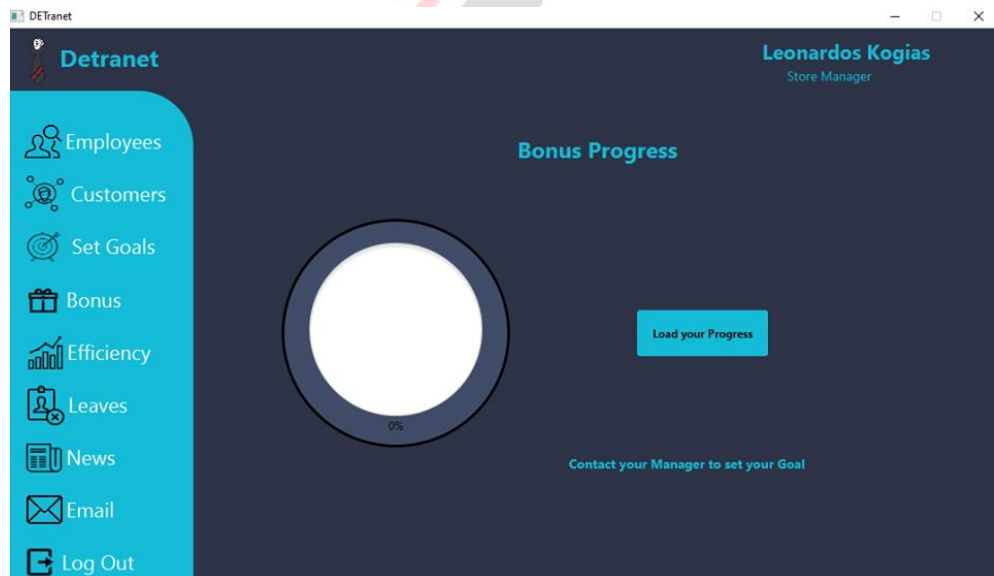 DETranet
Detranet
Leonardos Kogias
Store Manager
Employees
Customers
Set Goals
Bonus
Efficiency
Leaves
News
Email
Log Out
Bonus Progress
0%
Load your Progress
Contact your Manager to set your Goal